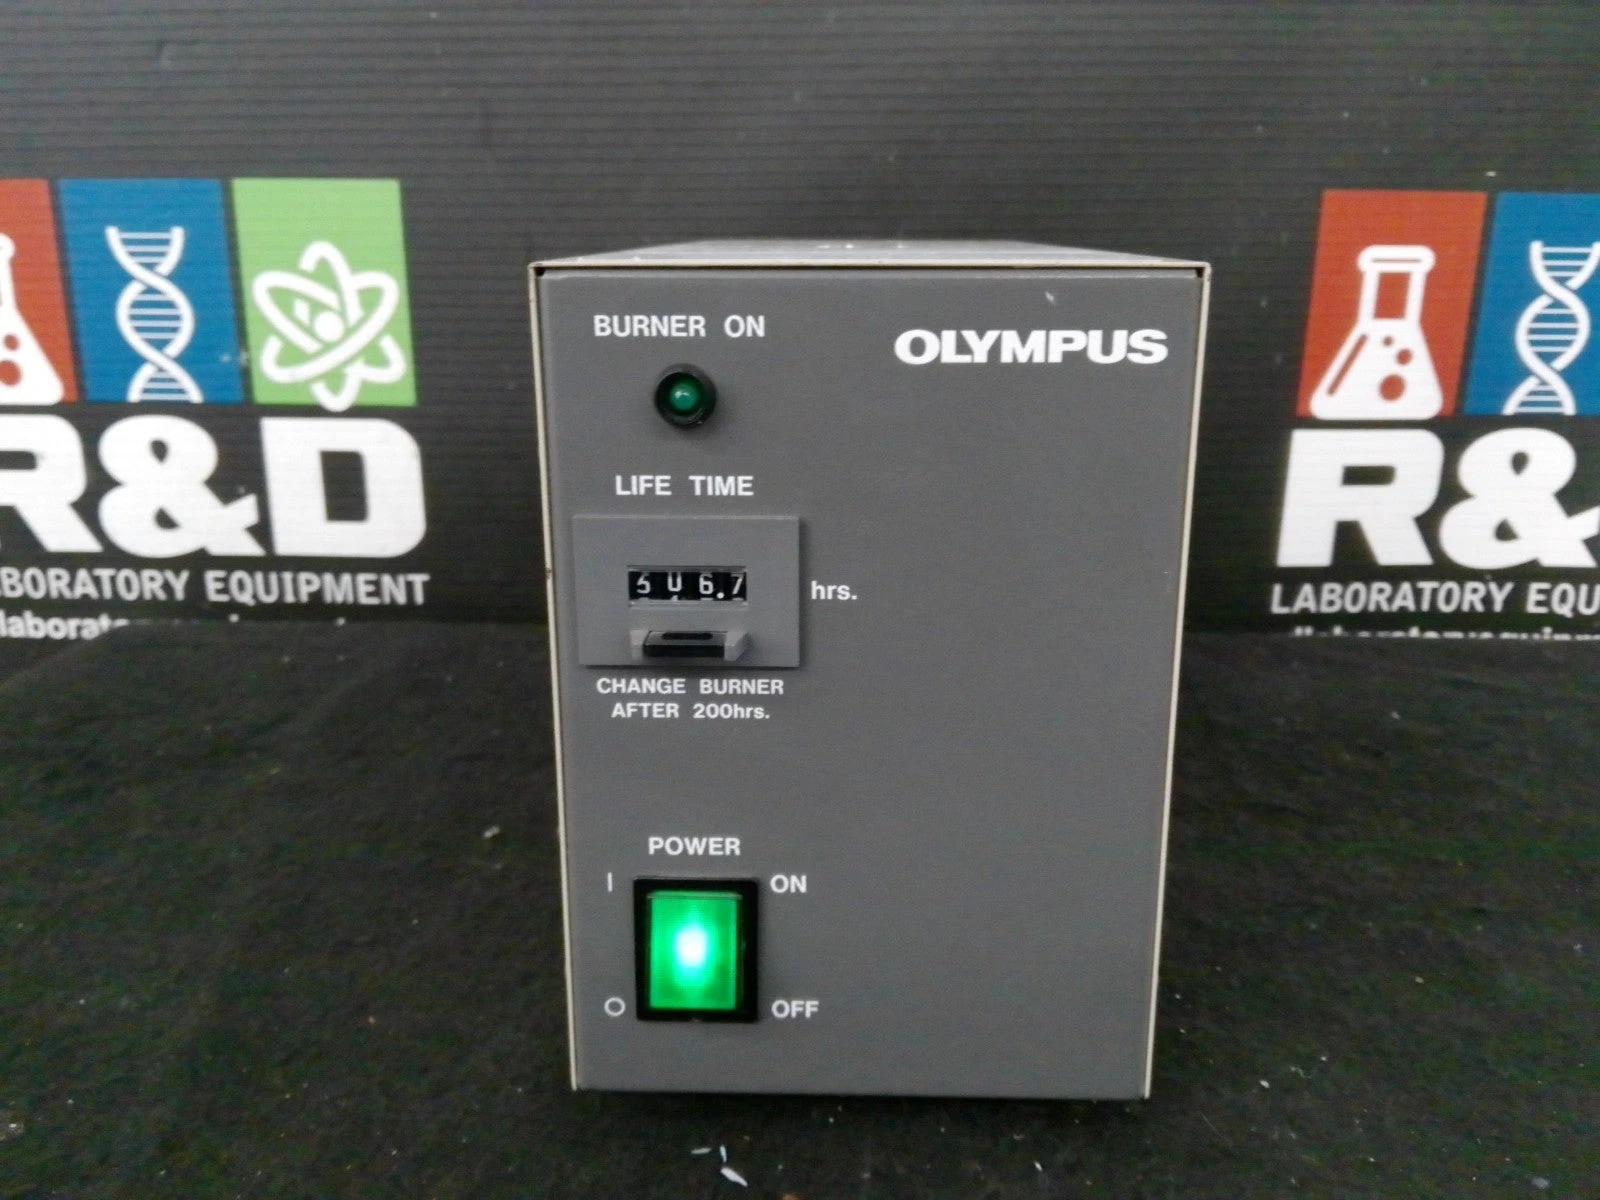 BURNER ON
OLYMPUS
LIFE TIME
hrs.
CHANGE BURNER
AFTER 200hrs.
POWER
I ON
O OFF
R&D
LABORATORY EQUIPMENT
R&
LABORATORY EQU